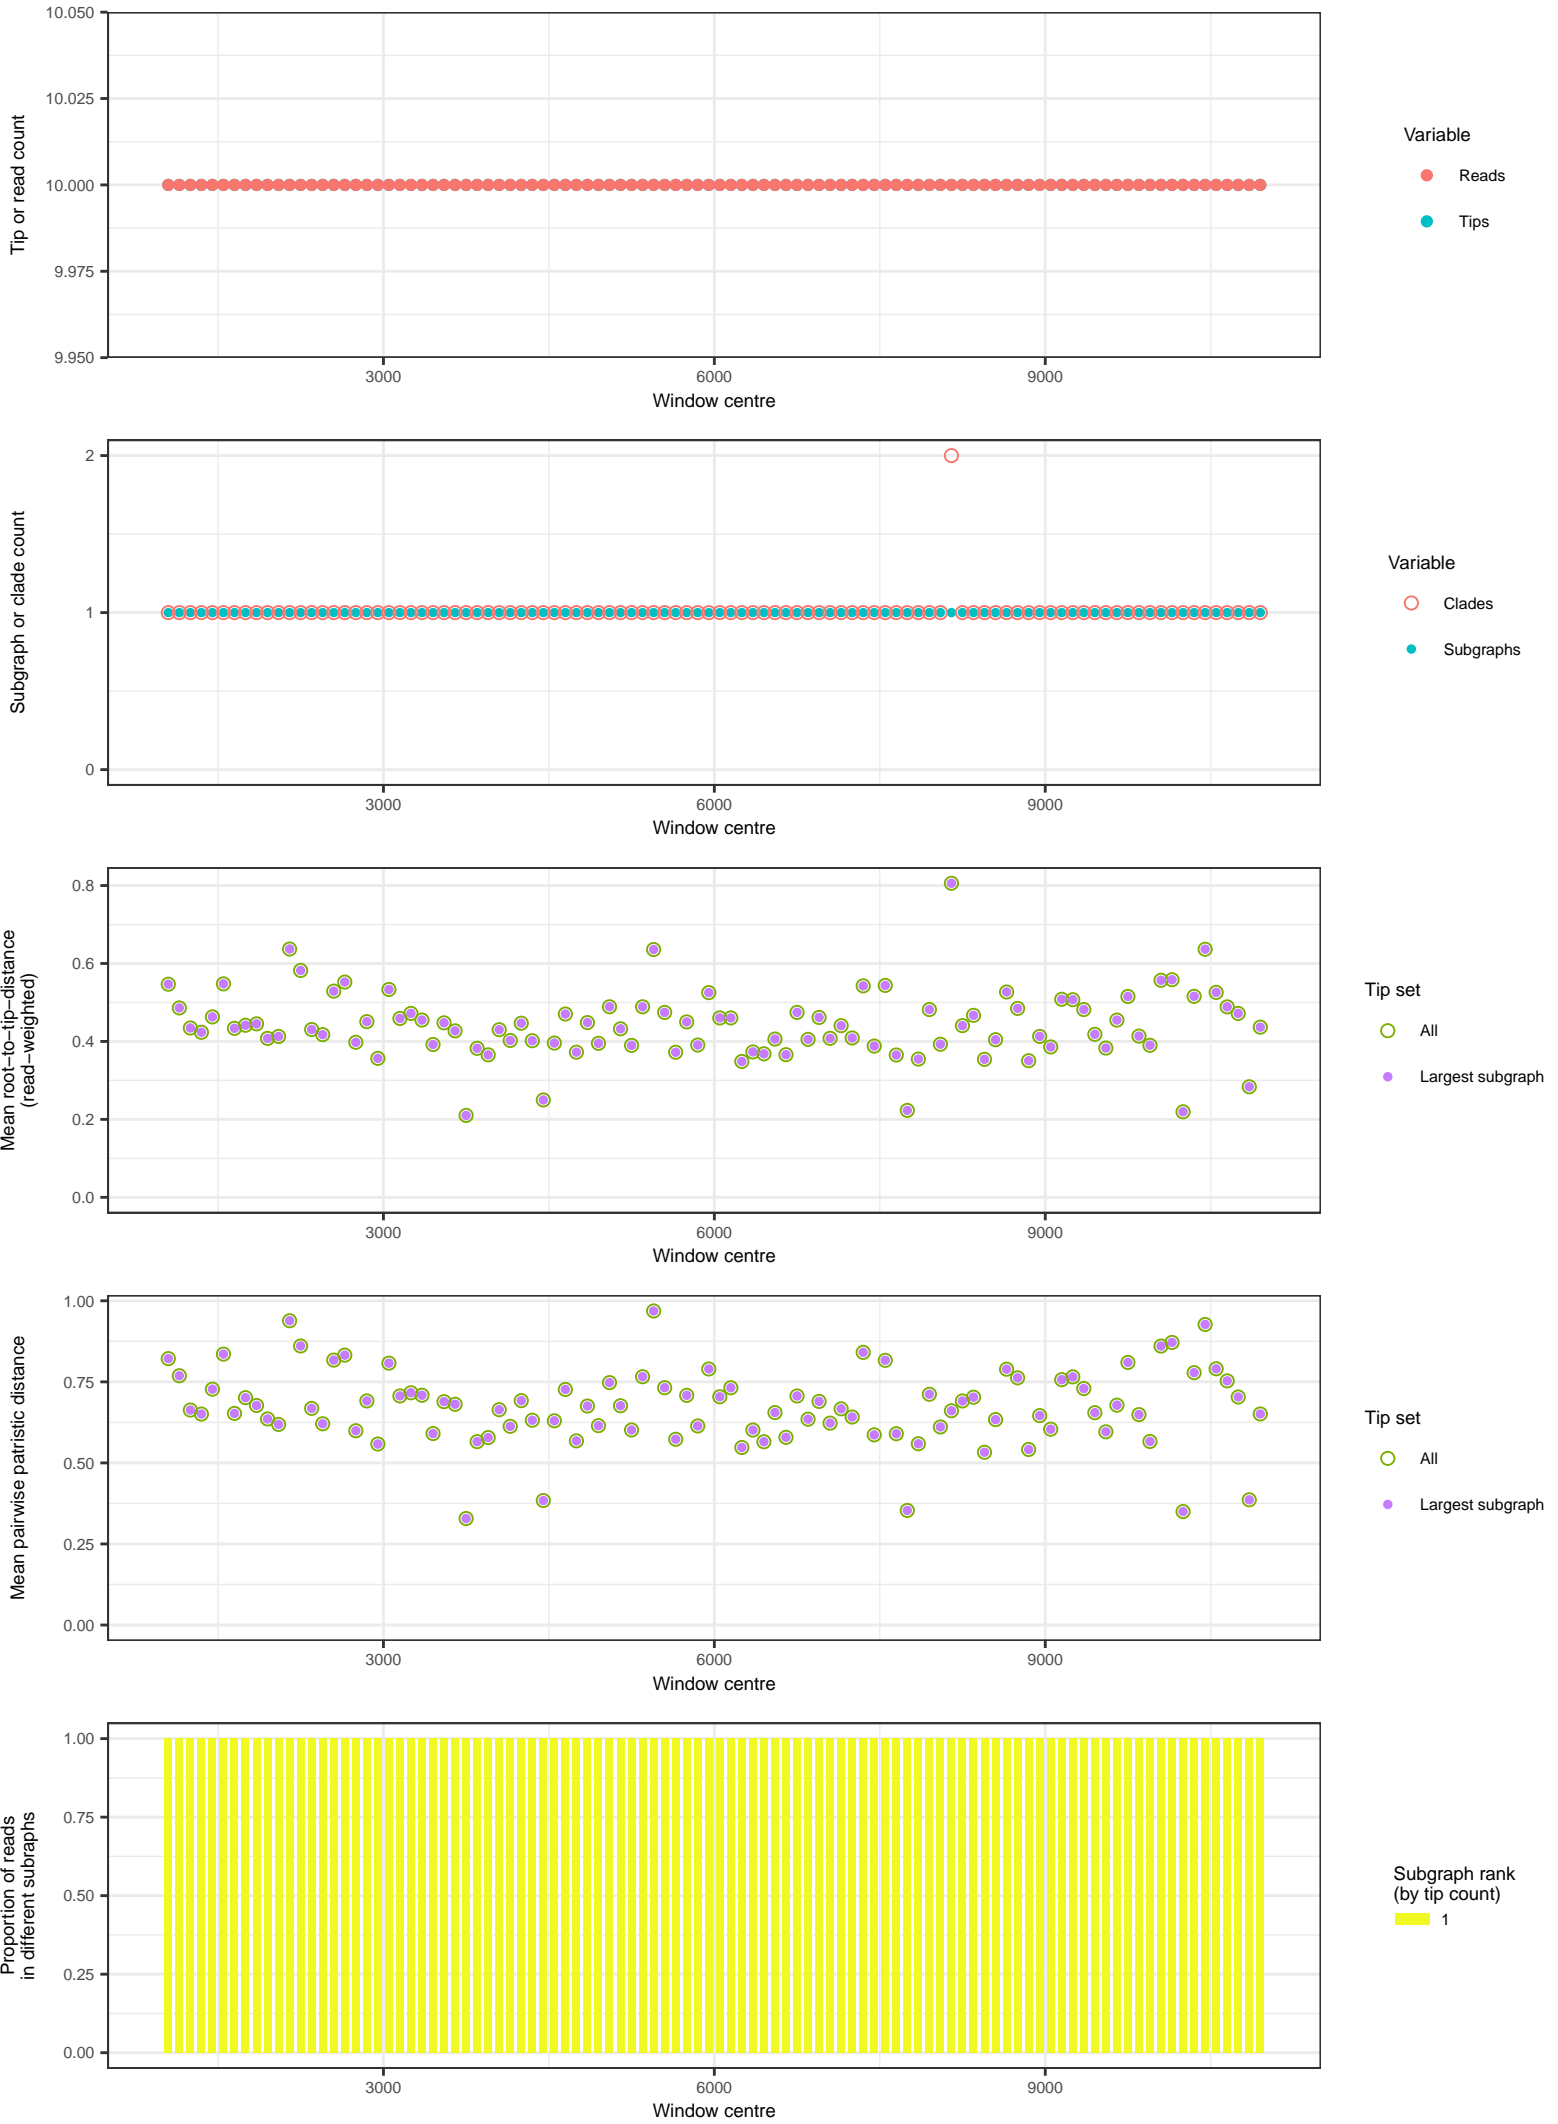 10.050
10.025
10.000
9.975
9.950
Tip or read count
3000
6000
9000
Window centre
Variable
Reads
Tips
2
1
0
Subgraph or clade count
3000
6000
9000
Window centre
Variable
Clades
Subgraphs
0.8
0.6
0.4
0.2
0.0
Mean root−to−tip−distance
(read−weighted)
3000
6000
9000
Window centre
Tip set
All
Largest subgraph
1.00
0.75
0.50
0.25
0.00
Mean pairwise patristic distance
3000
6000
9000
Window centre
Tip set
All
Largest subgraph
1.00
0.75
0.50
0.25
0.00
Proportion of reads
in different subraphs
3000
6000
9000
Window centre
Subgraph rank
(by tip count)
1